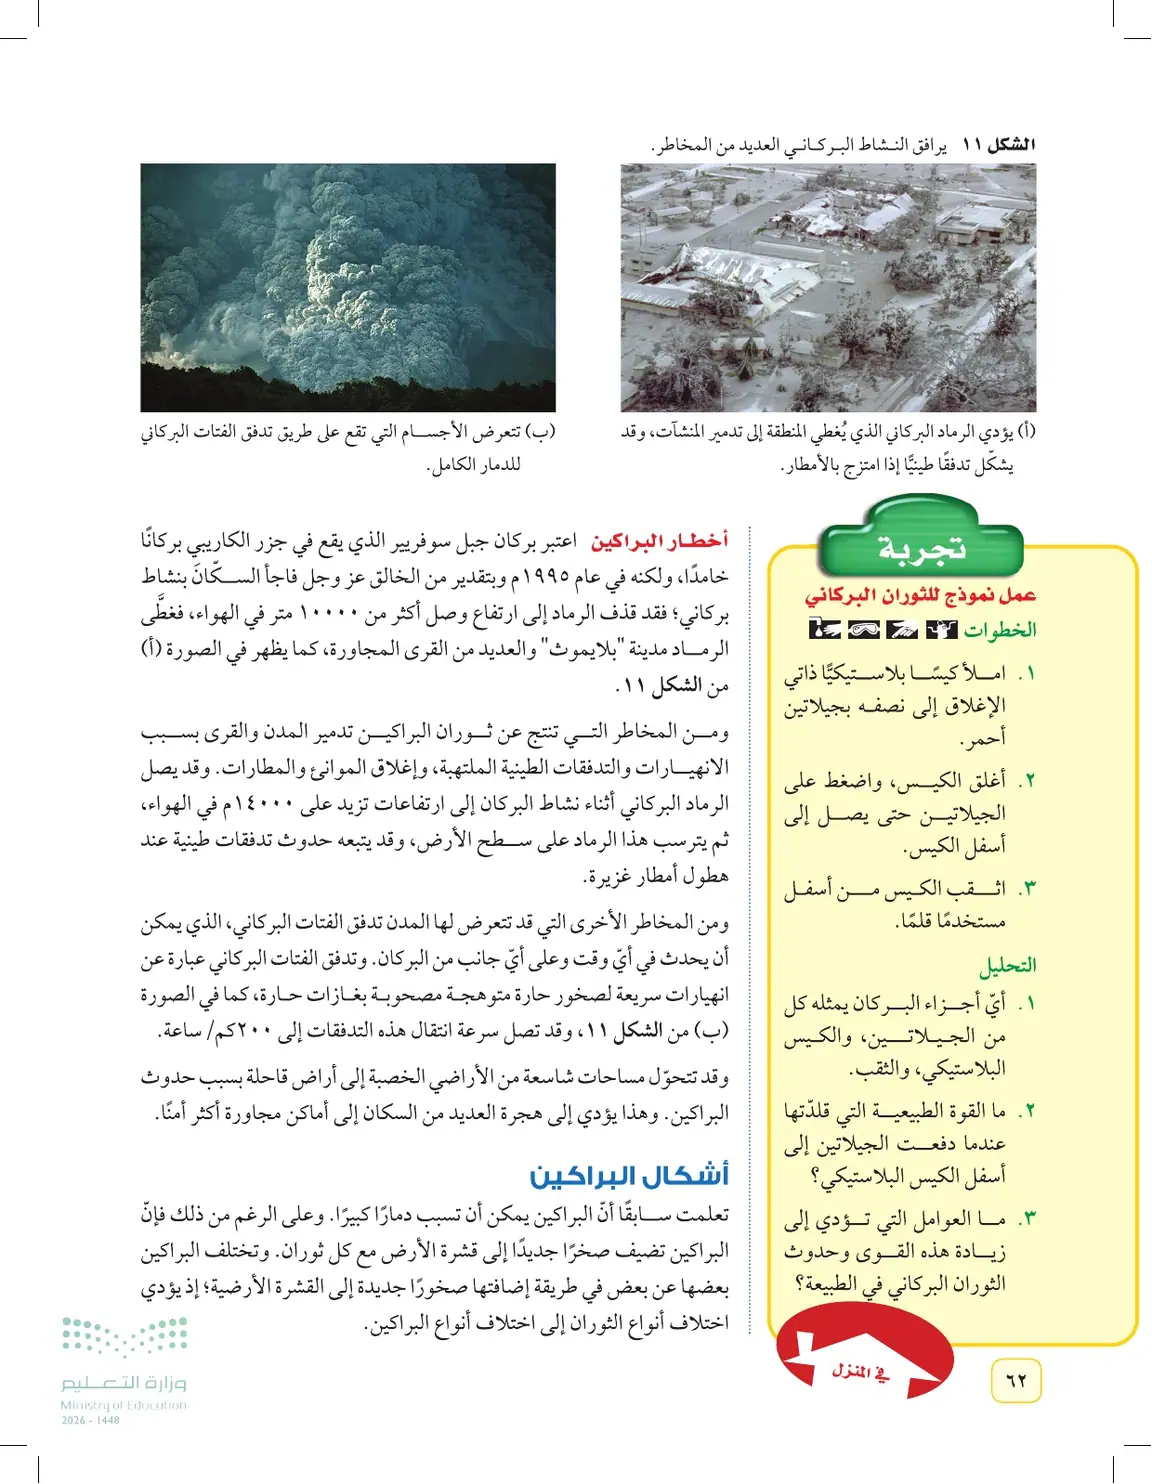 الشكل ١١ يرافق النشاط البركاني العديد من المخاطر.
(أ) يؤدي الرماد البركاني الذي يُغطي المنطقة إلى تدمير المنشآت، وقد
يشكّل تدفقًا طينيًّا إذا امتزج بالأمطار.
(ب) تتعرض الأجسام التي تقع على طريق تدفق الفتات البركاني
للدمار الكامل.
تجربة
عمل نموذج للثوران البركاني
الخطوات
١. املأ كيسًا بلاستيكيًّا ذاتي
الإغلاق إلى نصفه بجيلاتين
أحمر.
٢. أغلق الكيس، واضغط على
الجيلاتين حتى يصل إلى
أسفل الكيس.
٣. اثقب الكيس من أسفل
مستخدمًا قلمًا.
التحليل
١. أيّ أجزاء البركان يمثله كل
من الجيلاتين، والكيس
البلاستيكي، والثقب.
٢. ما القوة الطبيعية التي قلدّتها
عندما دفعت الجيلاتين إلى
أسفل الكيس البلاستيكي؟
٣. ما العوامل التي تؤدي إلى
زيادة هذه القوى وحدوث
الثوران البركاني في الطبيعة؟
في المنزل
أخطار البراكين اعتبر بركان جبل سوفريير الذي يقع في جزر الكاريبي بركانًا
خامدًا، ولكنه في عام ١٩٩٥م وبتقدير من الخالق عز وجل فاجأ السكّانَ بنشاط
بركاني؛ فقد قذف الرماد إلى ارتفاع وصل أكثر من ١٠٠٠٠ متر في الهواء، فغطَّى
الرماد مدينة "بلايموث" والعديد من القرى المجاورة، كما يظهر في الصورة (أ)
من الشكل ١١.
ومن المخاطر التي تنتج عن ثوران البراكين تدمير المدن والقرى بسبب
الانهيارات والتدفقات الطينية الملتهبة، وإغلاق الموانئ والمطارات. وقد يصل
الرماد البركاني أثناء نشاط البركان إلى ارتفاعات تزيد على ١٤٠٠٠م في الهواء،
ثم يترسب هذا الرماد على سطح الأرض، وقد يتبعه حدوث تدفقات طينية عند
هطول أمطار غزيرة.
ومن المخاطر الأخرى التي قد تتعرض لها المدن تدفق الفتات البركاني، الذي يمكن
أن يحدث في أيّ وقت وعلى أيّ جانب من البركان. وتدفق الفتات البركاني عبارة عن
انهيارات سريعة لصخور حارة متوهجة مصحوبة بغازات حارة، كما في الصورة
(ب) من الشكل ١١، وقد تصل سرعة انتقال هذه التدفقات إلى ٢٠٠كم/ ساعة.
وقد تتحوّل مساحات شاسعة من الأراضي الخصبة إلى أراض قاحلة بسبب حدوث
البراكين. وهذا يؤدي إلى هجرة العديد من السكان إلى أماكن مجاورة أكثر أمنًا.
أشكال البراكين
تعلمت سابقًا أنّ البراكين يمكن أن تسبب دمارًا كبيرًا. وعلى الرغم من ذلك فإنّ
البراكين تضيف صخرًا جديدًا إلى قشرة الأرض مع كل ثوران. وتختلف البراكين
بعضها عن بعض في طريقة إضافتها صخورًا جديدة إلى القشرة الأرضية؛ إذ يؤدي
اختلاف أنواع الثوران إلى اختلاف أنواع البراكين.
٦٢
وزارة التعليم
Ministry of Education
2026 - 1448